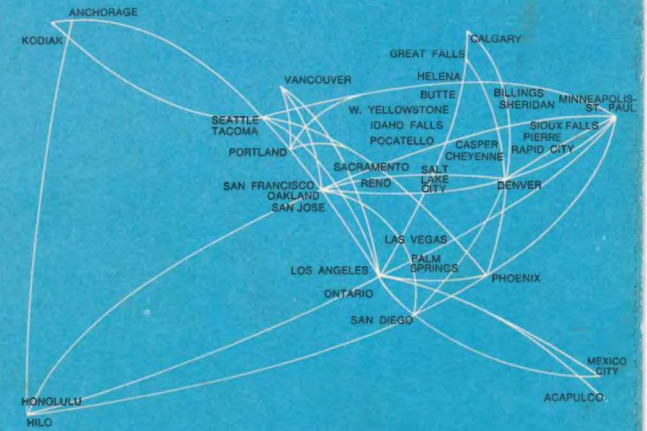 ANCHORAGE
KODIAK
CALGARY
GREAT FALLS
VANCOUVER
HELENA
BUTTE
BILLINGS
SHERIDAN
MINNEAPOLIS-
ST. PAUL
W. YELLOWSTONE
SEATTLE
TACOMA
IDAHO FALLS
POCATELLO
SIOUX FALLS
PIERRE
RAPID CITY
PORTLAND
CASPER
CHEYENNE
SACRAMENTO
RENO
SALT
LAKE
CITY
DENVER
SAN FRANCISCO
OAKLAND
SAN JOSE
LAS VEGAS
PALM
SPRINGS
LOS ANGELES
PHOENIX
ONTARIO
SAN DIEGO
MEXICO
CITY
ACAPULCO
HONOLULU
HILO